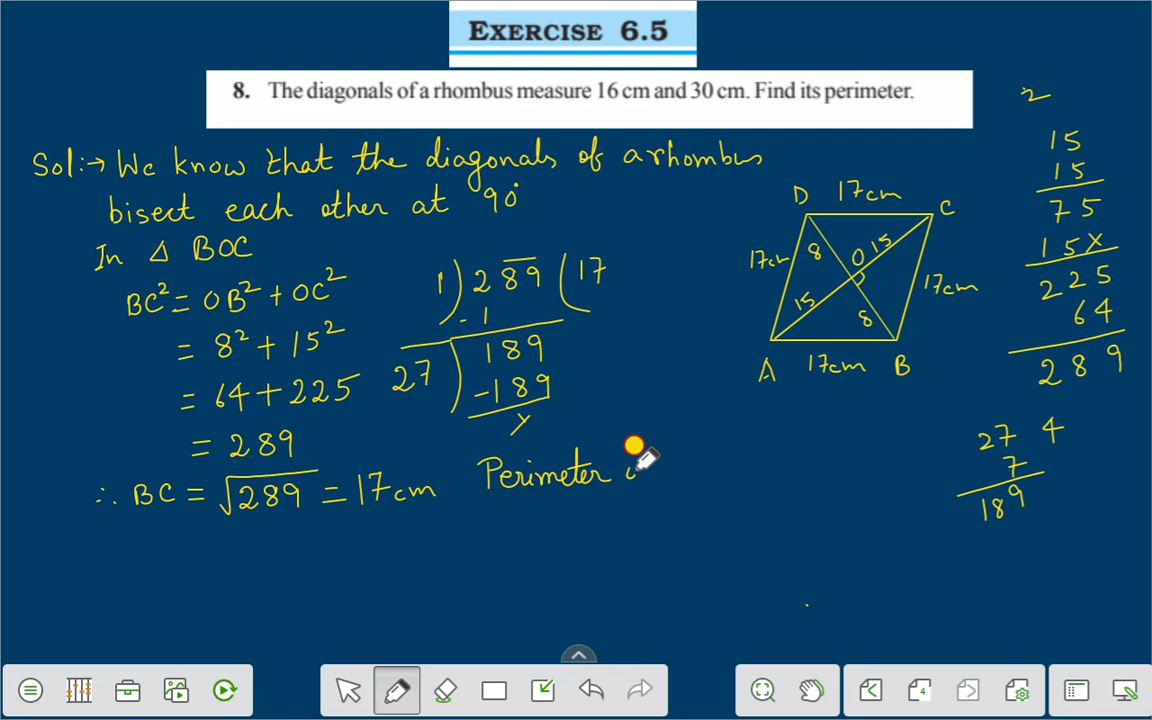 EXERCISE 6.5
8. The diagonals of a rhombus measure 16 cm and 30 cm. Find its perimeter.
Sol:→ We know that the diagonals of a rhombus
bisect each other at 90°
In Δ BOC
BC² = OB² + OC²
= 8² + 15²
= 64 + 225
= 289
∴ BC = √289 = 17cm
1) 289 (17
-1
27) 189
-189
x
Perimeter
D 17cm C
17cm 8 O 15
17cm
15 8
A 17cm B
2
15
15
75
15x
225
64
289
27 4
7
189
4